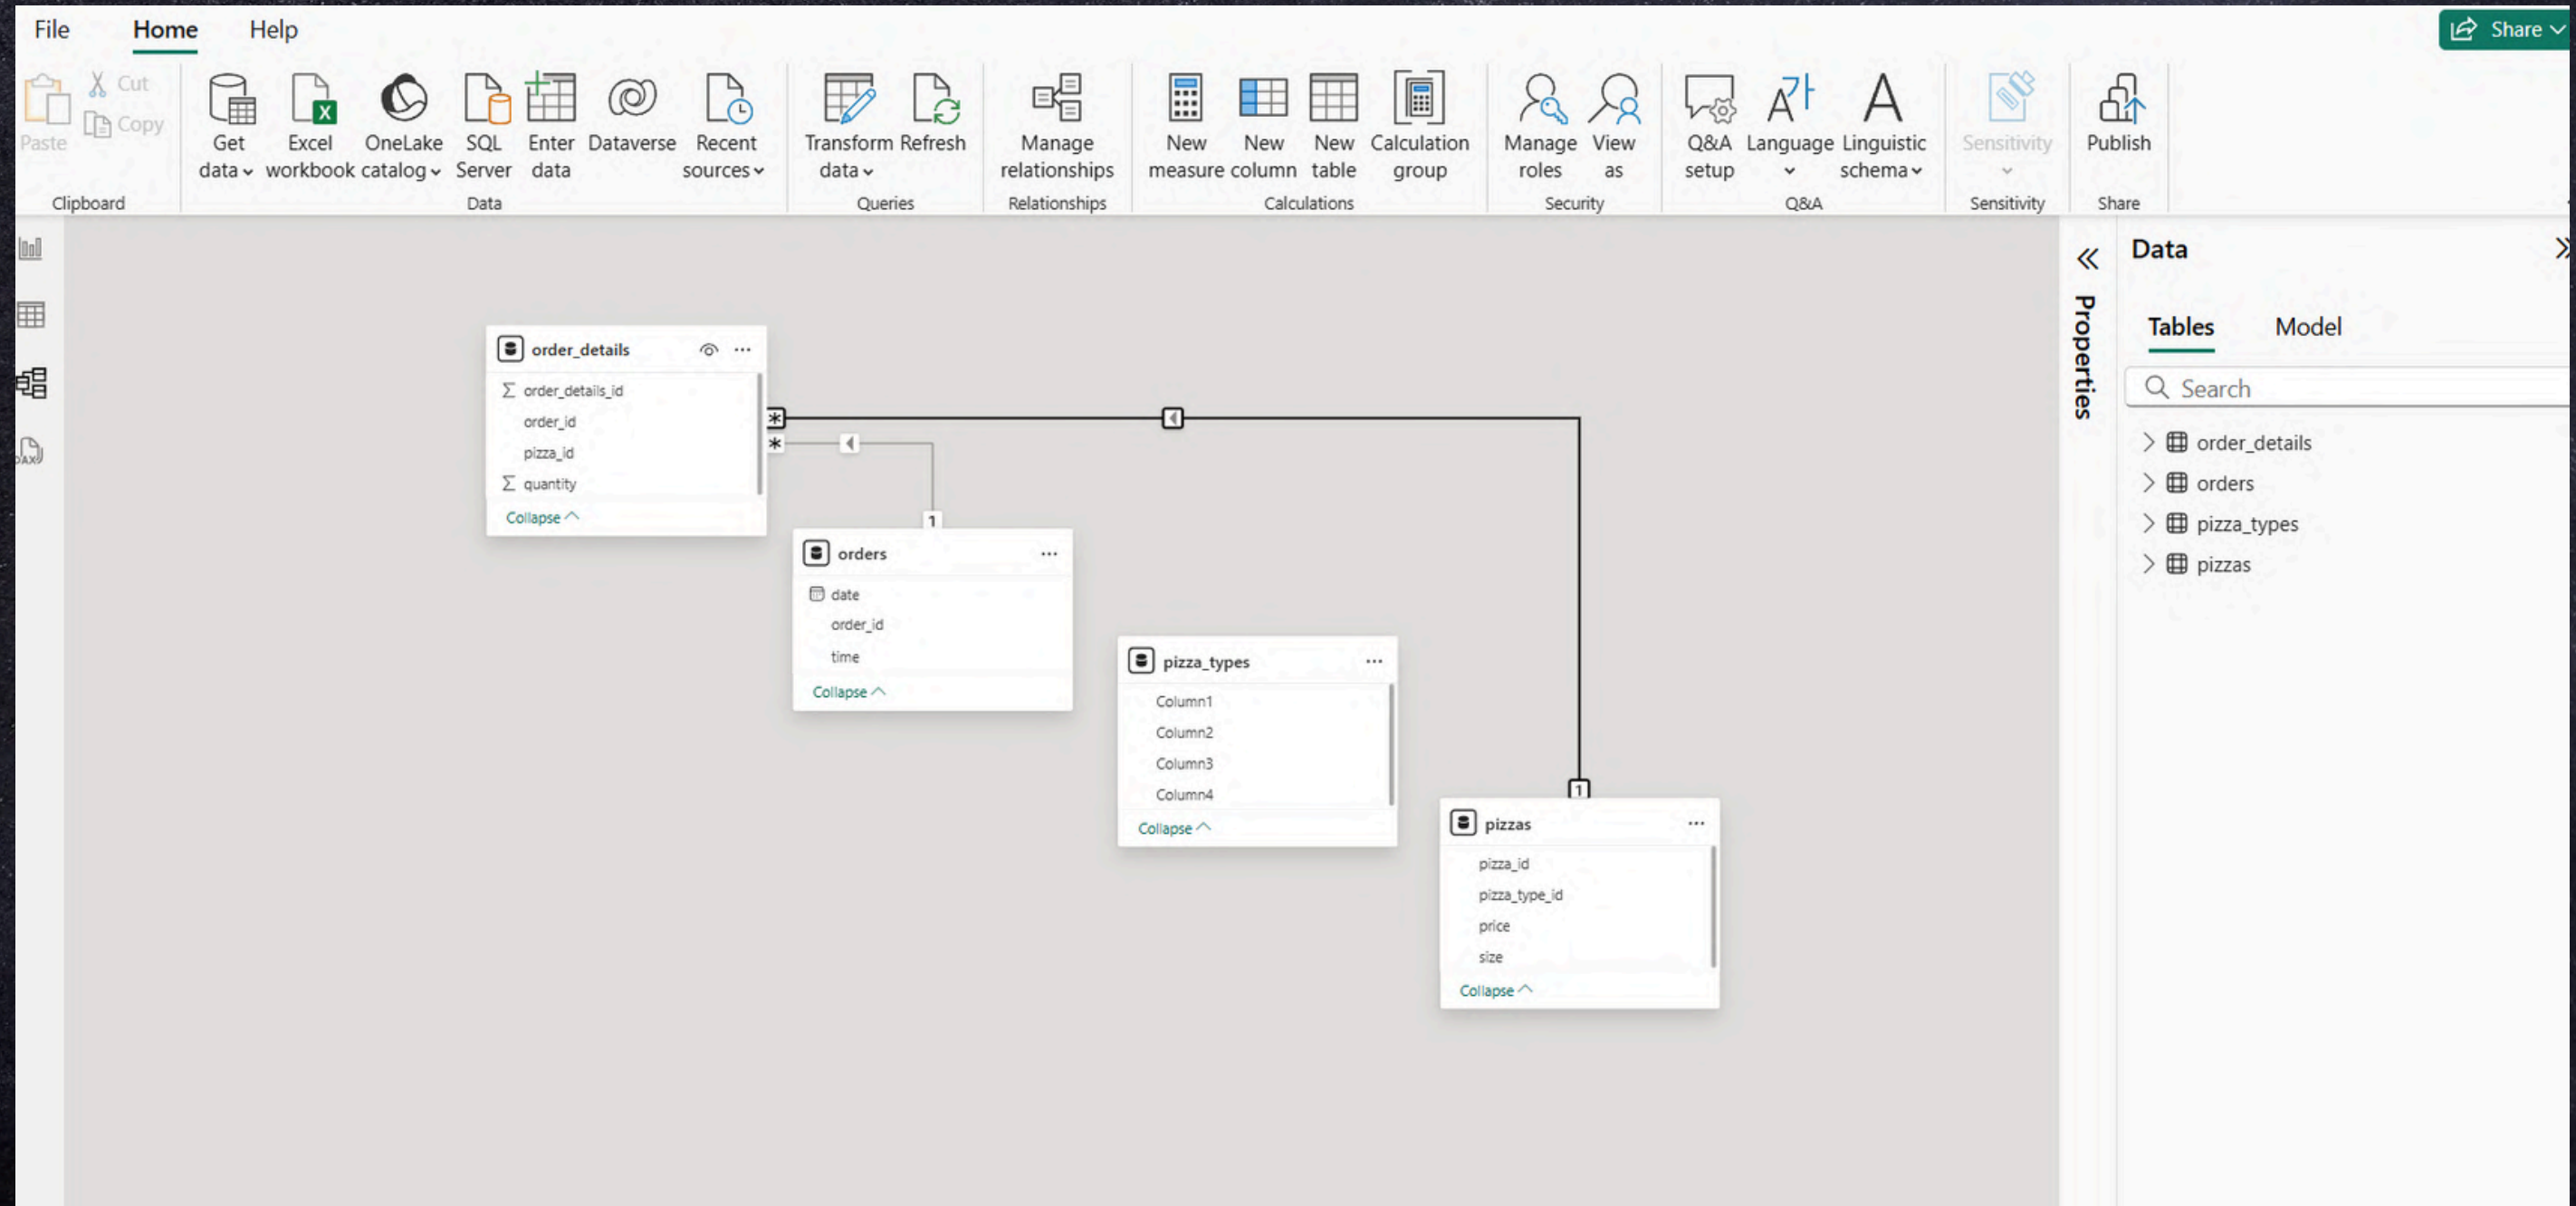 File Home Help
Share
Paste
Cut
Copy
Clipboard
Get data
Excel workbook
OneLake catalog
SQL Server
Enter data
Dataverse
Recent sources
Data
Transform data
Refresh
Queries
Manage relationships
Relationships
New measure
New column
New table
Calculation group
Calculations
Manage roles
View as
Security
Q&A setup
Language
Linguistic schema
Q&A
Sensitivity
Sensitivity
Publish
Share
DAX
order_details
Σ order_details_id
order_id
pizza_id
Σ quantity
Collapse
*
*
1
orders
date
order_id
time
Collapse
pizza_types
Column1
Column2
Column3
Column4
Collapse
1
pizzas
pizza_id
pizza_type_id
price
size
Collapse
Properties
Data
Tables Model
Search
order_details
orders
pizza_types
pizzas